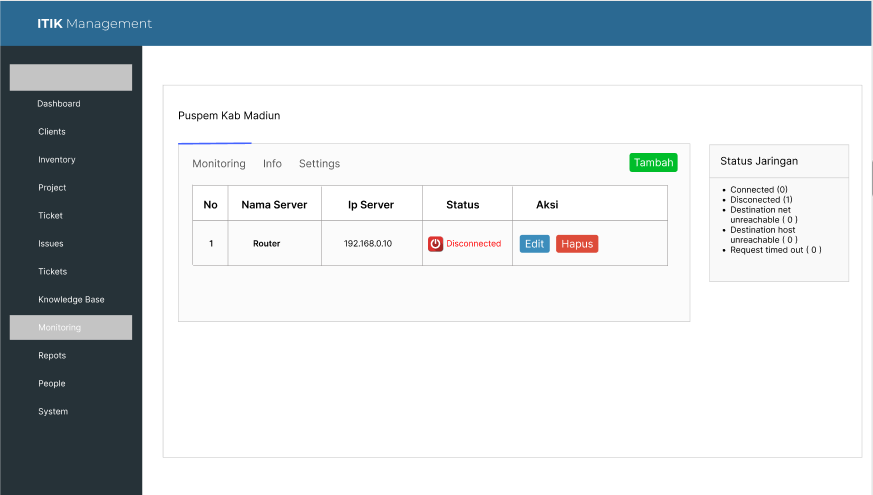 ITIK Management
Dashboard
Clients
Inventory
Project
Ticket
Issues
Tickets
Knowledge Base
Monitoring
Repots
People
System
Puspem Kab Madiun
Monitoring Info Settings Tambah
No Nama Server Ip Server Status Aksi
1 Router 192.168.0.10 Disconnected Edit Hapus
Status Jaringan
• Connected (0)
• Disconected (1)
• Destination net
unreachable ( 0 )
• Destination host
unreachable ( 0 )
• Request timed out ( 0 )